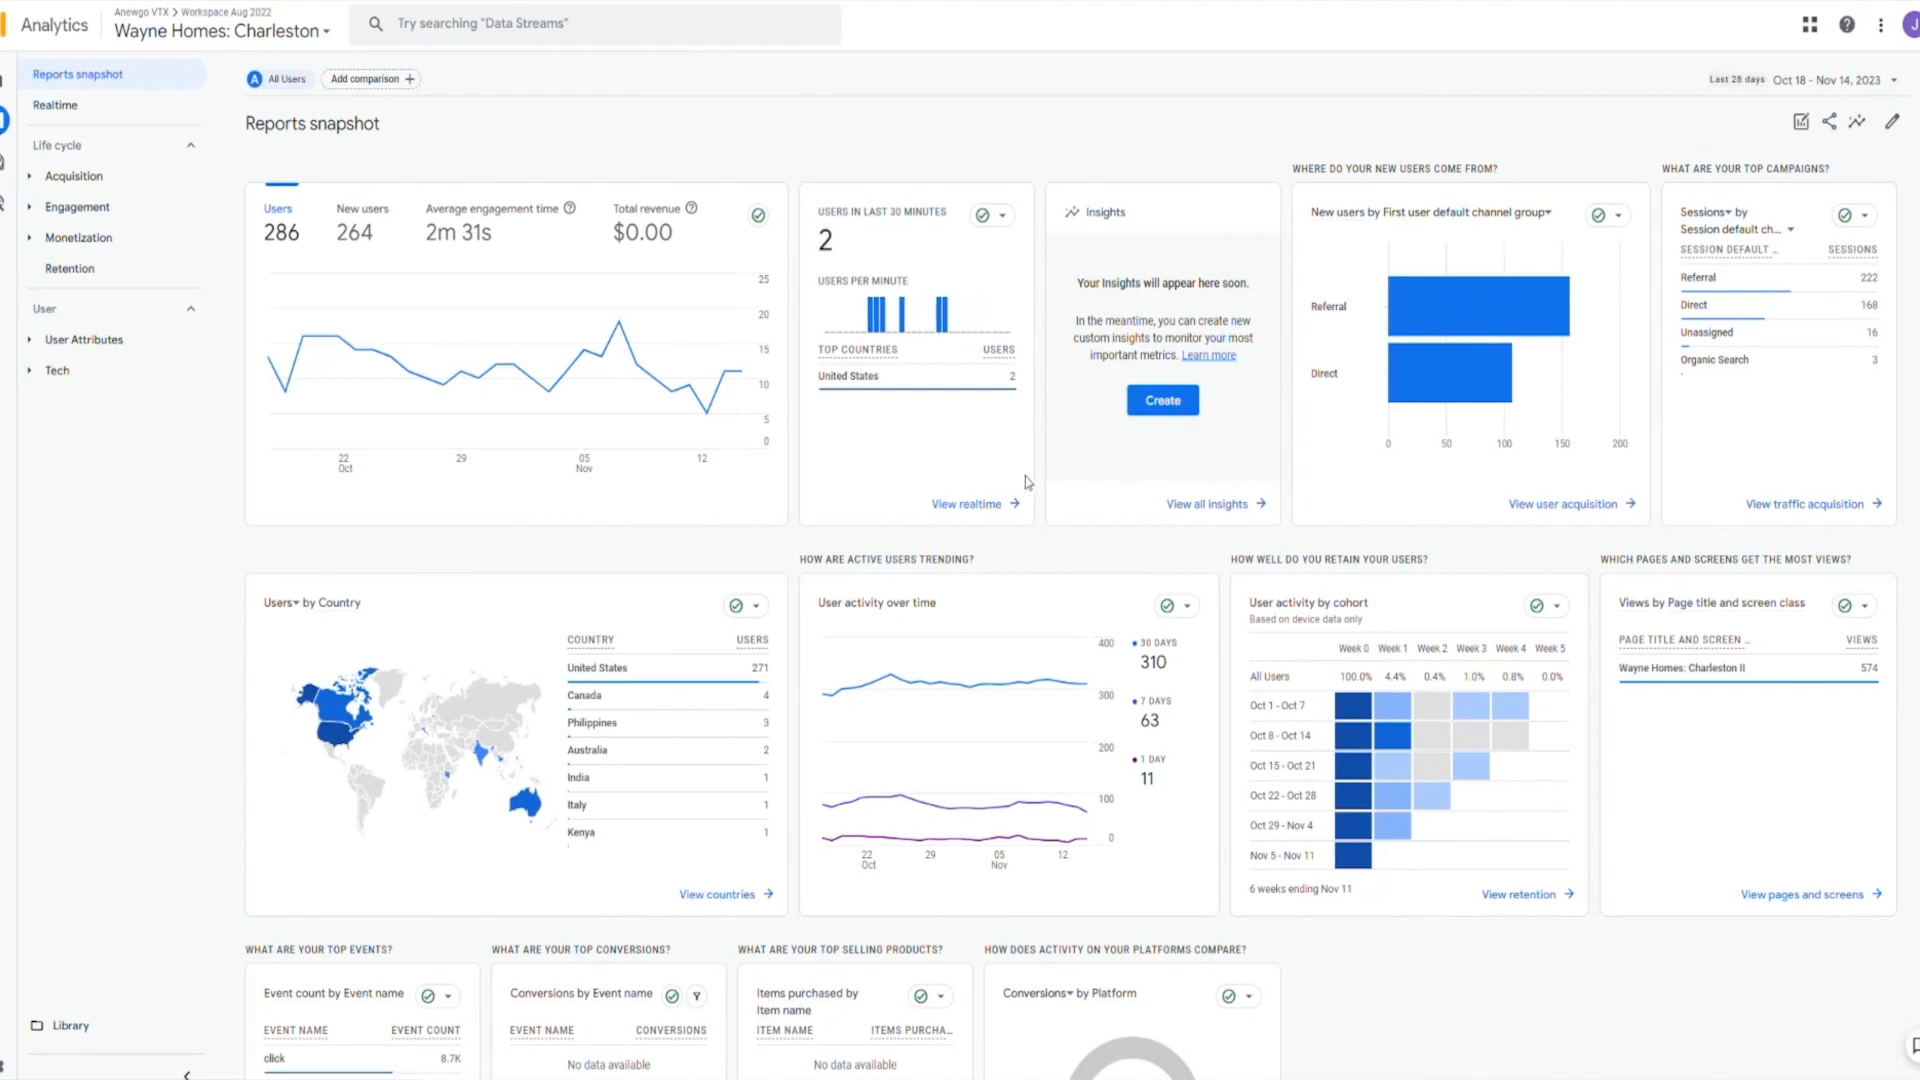 Analytics
Anewgo VTX > Workspace Aug 2022
Wayne Homes: Charleston
Try searching "Data Streams"
J
Reports snapshot
Realtime
Life cycle
Acquisition
Engagement
Monetization
Retention
User
User Attributes
Tech
Library
A All Users
Add comparison +
Last 28 days Oct 18 - Nov 14, 2023
Reports snapshot
Users
286
New users
264
Average engagement time
2m 31s
Total revenue
$0.00
25
20
15
10
5
0
22
Oct
29
05
Nov
12
USERS IN LAST 30 MINUTES
2
USERS PER MINUTE
TOP COUNTRIES USERS
United States 2
View realtime
Insights
Your Insights will appear here soon.
In the meantime, you can create new
custom insights to monitor your most
important metrics. Learn more
Create
View all insights
WHERE DO YOUR NEW USERS COME FROM?
New users by First user default channel group
Referral
Direct
0 50 100 150 200
View user acquisition
WHAT ARE YOUR TOP CAMPAIGNS?
Sessions by
Session default ch...
SESSION DEFAULT ... SESSIONS
Referral 222
Direct 168
Unassigned 16
Organic Search 3
View traffic acquisition
Users by Country
COUNTRY USERS
United States 271
Canada 4
Philippines 3
Australia 2
India 1
Italy 1
Kenya 1
View countries
HOW ARE ACTIVE USERS TRENDING?
User activity over time
400
300
200
100
0
22
Oct
29
05
Nov
12
30 DAYS
310
7 DAYS
63
1 DAY
11
HOW WELL DO YOU RETAIN YOUR USERS?
User activity by cohort
Based on device data only
Week 0 Week 1 Week 2 Week 3 Week 4 Week 5
All Users 100.0% 4.4% 0.4% 1.0% 0.8% 0.0%
Oct 1 - Oct 7
Oct 8 - Oct 14
Oct 15 - Oct 21
Oct 22 - Oct 28
Oct 29 - Nov 4
Nov 5 - Nov 11
6 weeks ending Nov 11
View retention
WHICH PAGES AND SCREENS GET THE MOST VIEWS?
Views by Page title and screen class
PAGE TITLE AND SCREEN ... VIEWS
Wayne Homes: Charleston II 574
View pages and screens
WHAT ARE YOUR TOP EVENTS?
Event count by Event name
EVENT NAME EVENT COUNT
click 8.7K
WHAT ARE YOUR TOP CONVERSIONS?
Conversions by Event name
EVENT NAME CONVERSIONS
No data available
WHAT ARE YOUR TOP SELLING PRODUCTS?
Items purchased by
Item name
ITEM NAME ITEMS PURCHA...
No data available
HOW DOES ACTIVITY ON YOUR PLATFORMS COMPARE?
Conversions by Platform